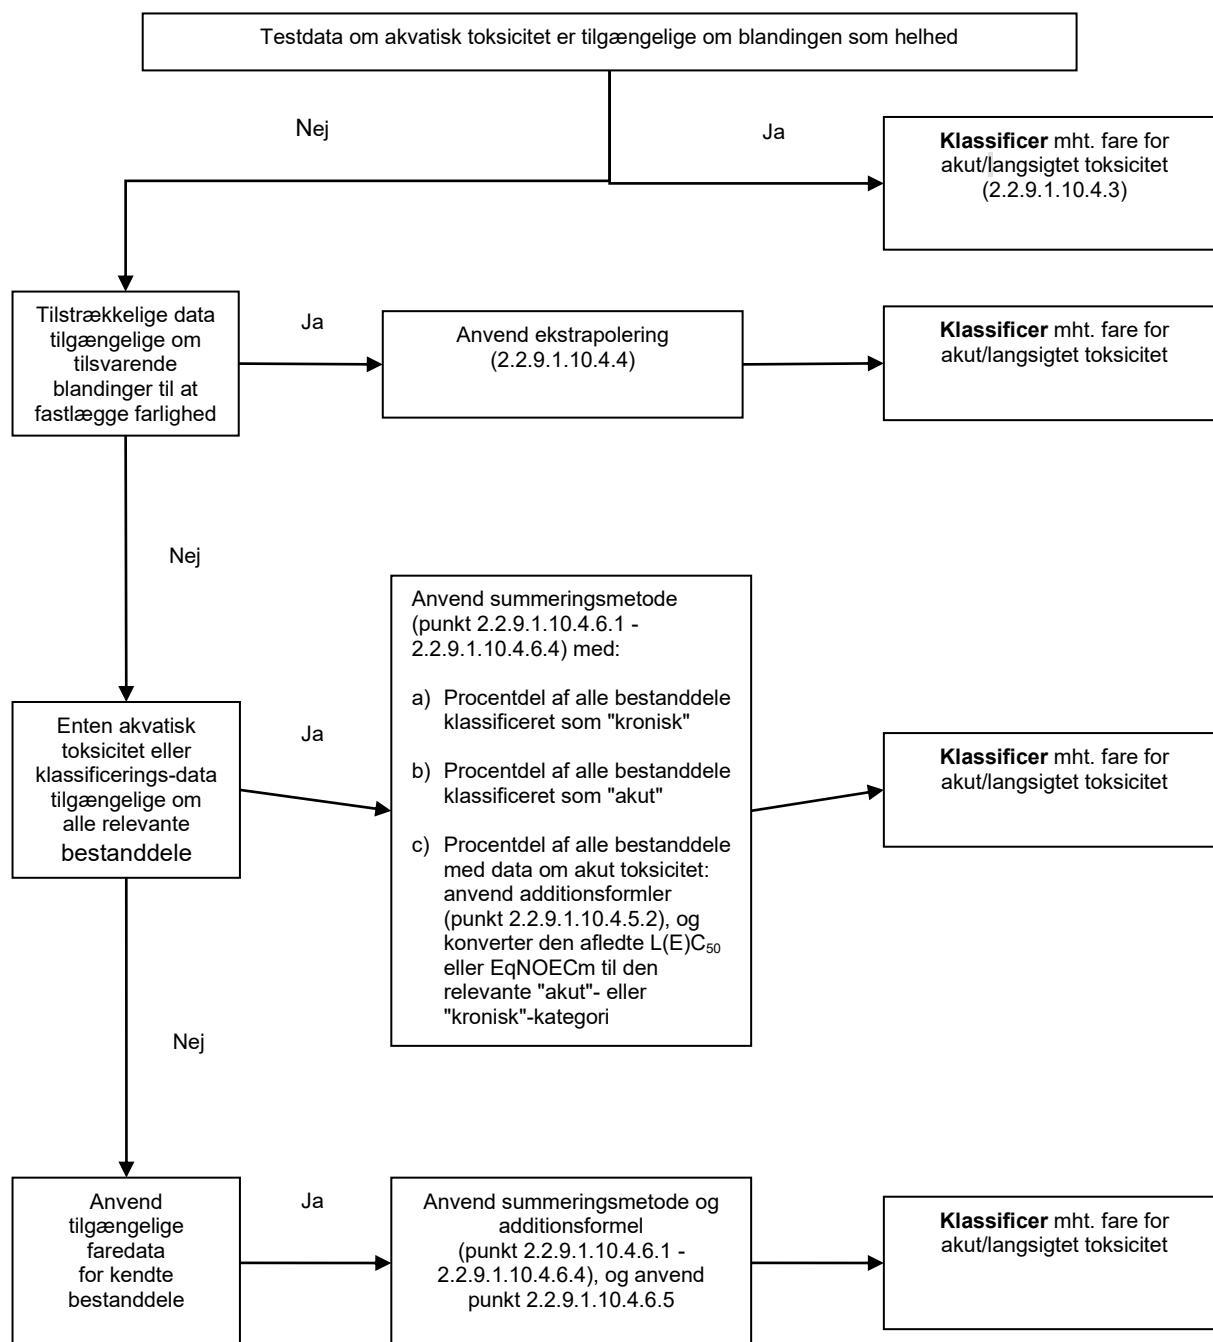 Testdata om akvatisk toksicitet er tilgængelige om blandingen som helhed
Nej
Ja
Klassificer mht. fare for
akut/langsigtet toksicitet
(2.2.9.1.10.4.3)
Tilstrækkelige data
tilgængelige om
tilsvarende
blandinger til at
fastlægge farlighed
Ja
Anvend ekstrapolering
(2.2.9.1.10.4.4)
Klassificer mht. fare for
akut/langsigtet toksicitet
Nej
Enten akvatisk
toksicitet eller
klassificerings-data
tilgængelige om
alle relevante
bestanddele
Ja
Anvend summeringsmetode
(punkt 2.2.9.1.10.4.6.1 -
2.2.9.1.10.4.6.4) med:
a) Procentdel af alle bestanddele
klassificeret som "kronisk"
b) Procentdel af alle bestanddele
klassificeret som "akut"
c) Procentdel af alle bestanddele
med data om akut toksicitet:
anvend additionsformler
(punkt 2.2.9.1.10.4.5.2), og
konverter den afledte L(E)C₅₀
eller EqNOECm til den
relevante "akut"- eller
"kronisk"-kategori
Klassificer mht. fare for
akut/langsigtet toksicitet
Nej
Anvend
tilgængelige
faredata
for kendte
bestanddele
Ja
Anvend summeringsmetode og
additionsformel
(punkt 2.2.9.1.10.4.6.1 -
2.2.9.1.10.4.6.4), og anvend
punkt 2.2.9.1.10.4.6.5
Klassificer mht. fare for
akut/langsigtet toksicitet